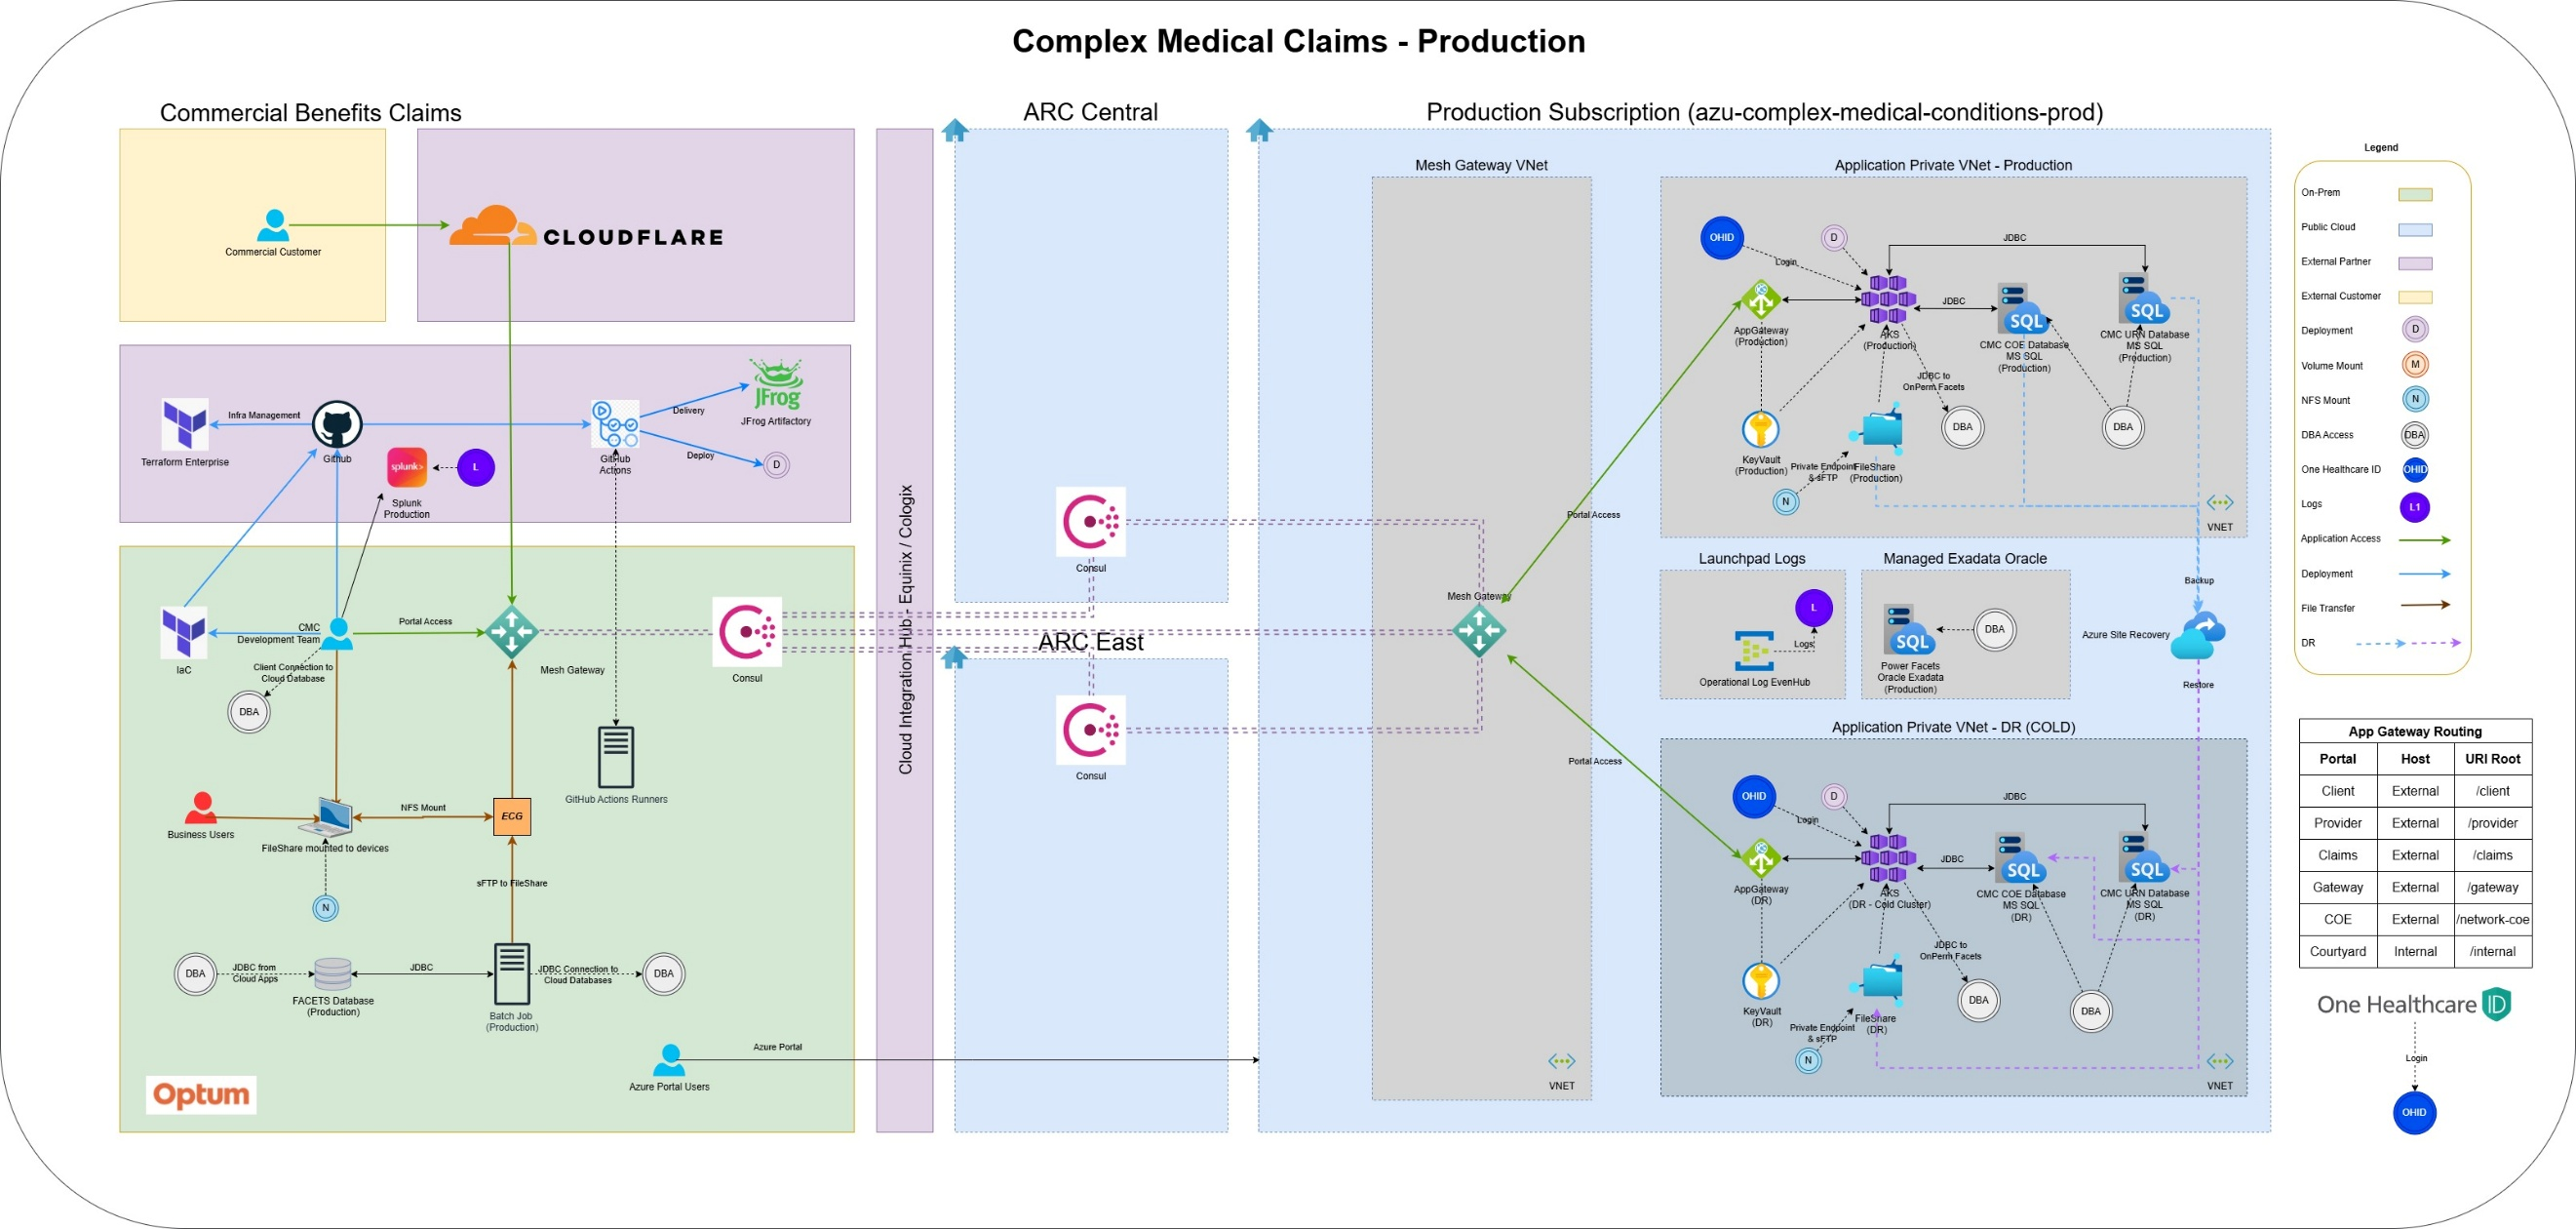 Complex Medical Claims - Production
Commercial Benefits Claims
ARC Central
Production Subscription (azu-complex-medical-conditions-prod)
Commercial Customer
CLOUDFLARE
Terraform Enterprise
Infra Management
Github
splunk>
Splunk
Production
L
GitHub
Actions
Delivery
Deploy
JFrog
JFrog Artifactory
D
IaC
CMC
Development Team
Portal Access
Client Connection to
Cloud Database
DBA
Mesh Gateway
Consul
GitHub Actions Runners
Business Users
FileShare mounted to devices
NFS Mount
ECG
sFTP to FileShare
N
DBA
JDBC from
Cloud Apps
FACETS Database
(Production)
JDBC
Batch Job
(Production)
JDBC Connection to
Cloud Databases
DBA
Optum
Azure Portal Users
Azure Portal
Cloud Integration Hub - Equinix / Cologix
Consul
ARC East
Consul
Mesh Gateway VNet
Mesh Gateway
Portal Access
Portal Access
VNET
Application Private VNet - Production
OHID
Login
D
JDBC
AppGateway
(Production)
AKS
(Production)
JDBC
SQL
CMC COE Database
MS SQL
(Production)
SQL
CMC URN Database
MS SQL
(Production)
JDBC to
OnPerm Facets
KeyVault
(Production)
Private Endpoint
& sFTP
FileShare
(Production)
N
DBA
DBA
VNET
Launchpad Logs
L
Logs
Operational Log EvenHub
Managed Exadata Oracle
SQL
DBA
Power Facets
Oracle Exadata
(Production)
Backup
Azure Site Recovery
Restore
Application Private VNet - DR (COLD)
OHID
Login
D
JDBC
AppGateway
(DR)
AKS
(DR - Cold Cluster)
JDBC
SQL
CMC COE Database
MS SQL
(DR)
SQL
CMC URN Database
MS SQL
(DR)
JDBC to
OnPerm Facets
KeyVault
(DR)
Private Endpoint
& sFTP
FileShare
(DR)
N
DBA
DBA
VNET
Legend
On-Prem
Public Cloud
External Partner
External Customer
Deployment D
Volume Mount M
NFS Mount N
DBA Access DBA
One Healthcare ID OHID
Logs L1
Application Access
Deployment
File Transfer
DR
App Gateway Routing
Portal Host URI Root
Client External /client
Provider External /provider
Claims External /claims
Gateway External /gateway
COE External /network-coe
Courtyard Internal /internal
One Healthcare ID
Login
OHID